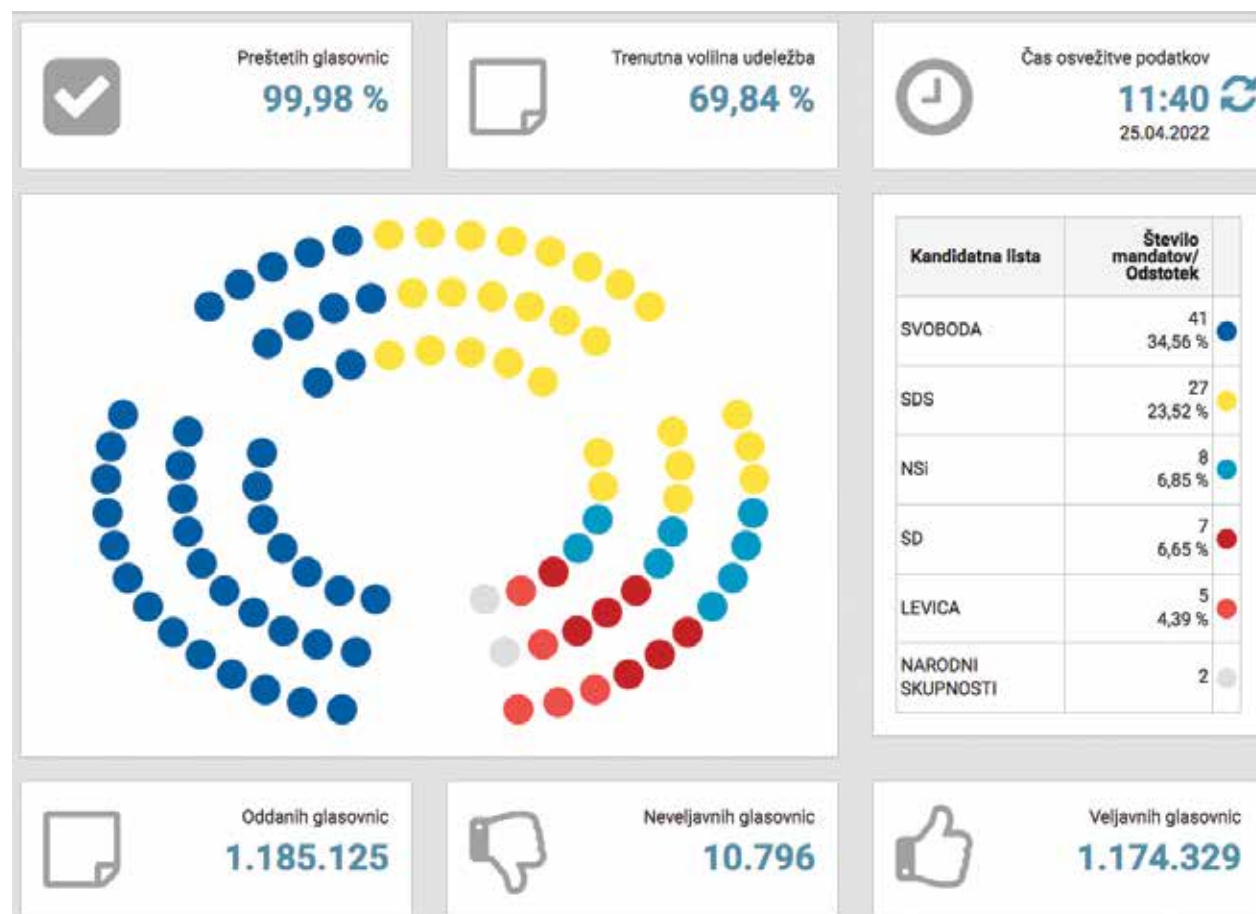 Preštetih glasovnic
99,98 %
Trenutna volilna udeležba
69,84 %
Čas osvežitve podatkov
11:40
25.04.2022
Kandidatna lista
Število
mandatov/
Odstotek
SVOBODA
41
34,56 %
SDS
27
23,52 %
NSi
8
6,85 %
SD
7
6,65 %
LEVICA
5
4,39 %
NARODNI
SKUPNOSTI
2
Oddanih glasovnic
1.185.125
Neveljavnih glasovnic
10.796
Veljavnih glasovnic
1.174.329